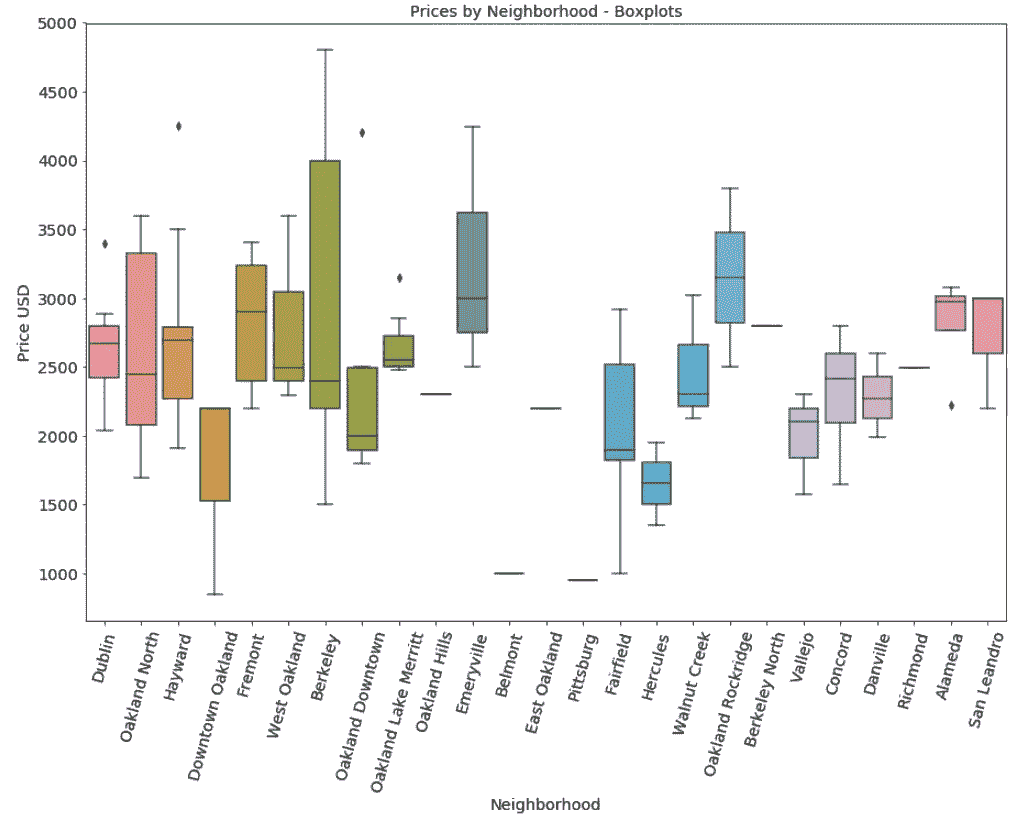 Prices by Neighborhood - Boxplots
Price USD
5000
4500
4000
3500
3000
2500
2000
1500
1000
Dublin
Oakland North
Hayward
Downtown Oakland
Fremont
West Oakland
Berkeley
Oakland Downtown
Oakland Lake Merritt
Oakland Hills
Emeryville
Belmont
East Oakland
Pittsburg
Fairfield
Hercules
Walnut Creek
Oakland Rockridge
Berkeley North
Vallejo
Concord
Danville
Richmond
Alameda
San Leandro
Neighborhood